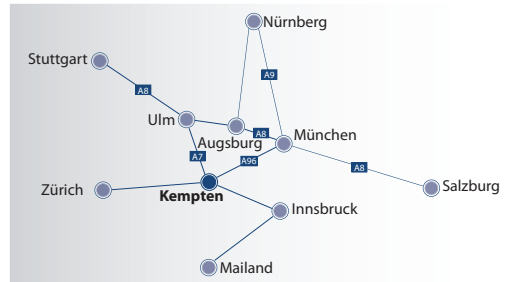 Nürnberg
Stuttgart
A9
A8
Ulm
Augsburg
A8
München
A7
A96
A8
Zürich
Kempten
Salzburg
Innsbruck
Mailand